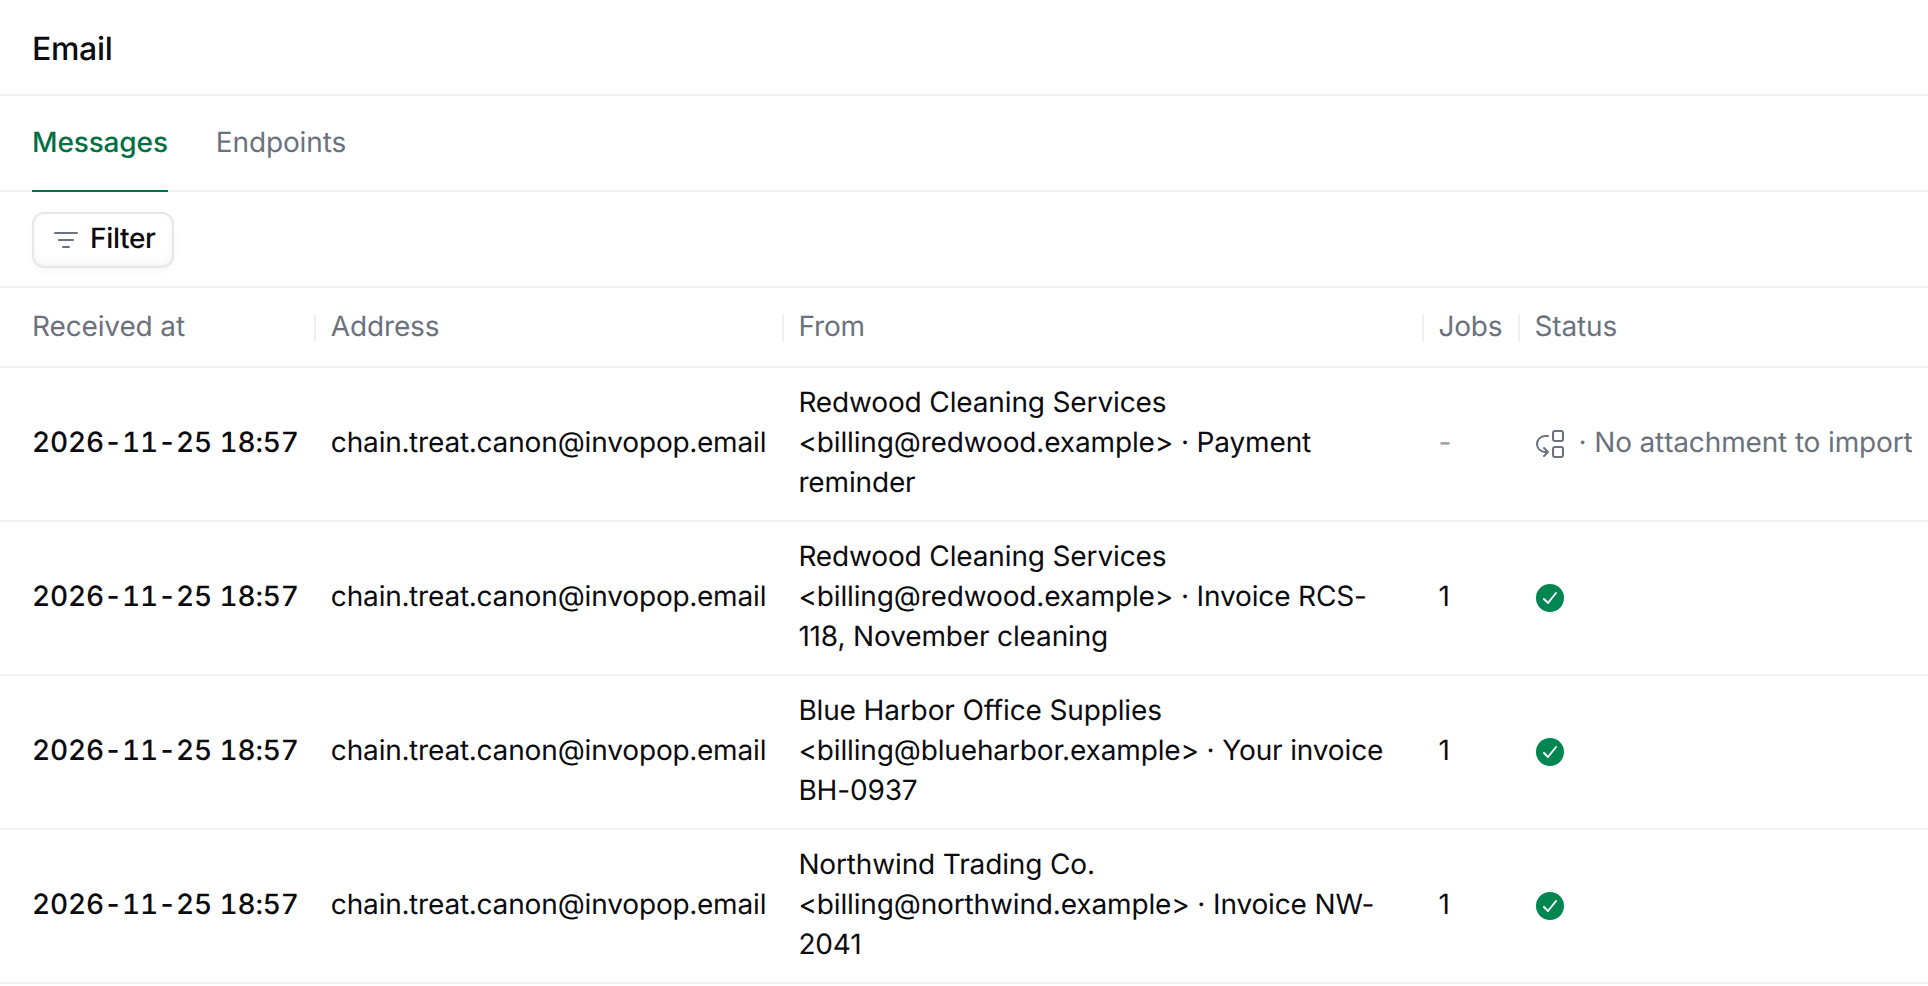 Email
Messages Endpoints
Filter
Received at Address From Jobs Status
Redwood Cleaning Services
2026-11-25 18:57 chain.treat.canon@invopop.email <billing@redwood.example> · Payment - · No attachment to import
reminder
Redwood Cleaning Services
2026-11-25 18:57 chain.treat.canon@invopop.email <billing@redwood.example> · Invoice RCS- 1
118, November cleaning
Blue Harbor Office Supplies
2026-11-25 18:57 chain.treat.canon@invopop.email <billing@blueharbor.example> · Your invoice 1
BH-0937
Northwind Trading Co.
2026-11-25 18:57 chain.treat.canon@invopop.email <billing@northwind.example> · Invoice NW- 1
2041